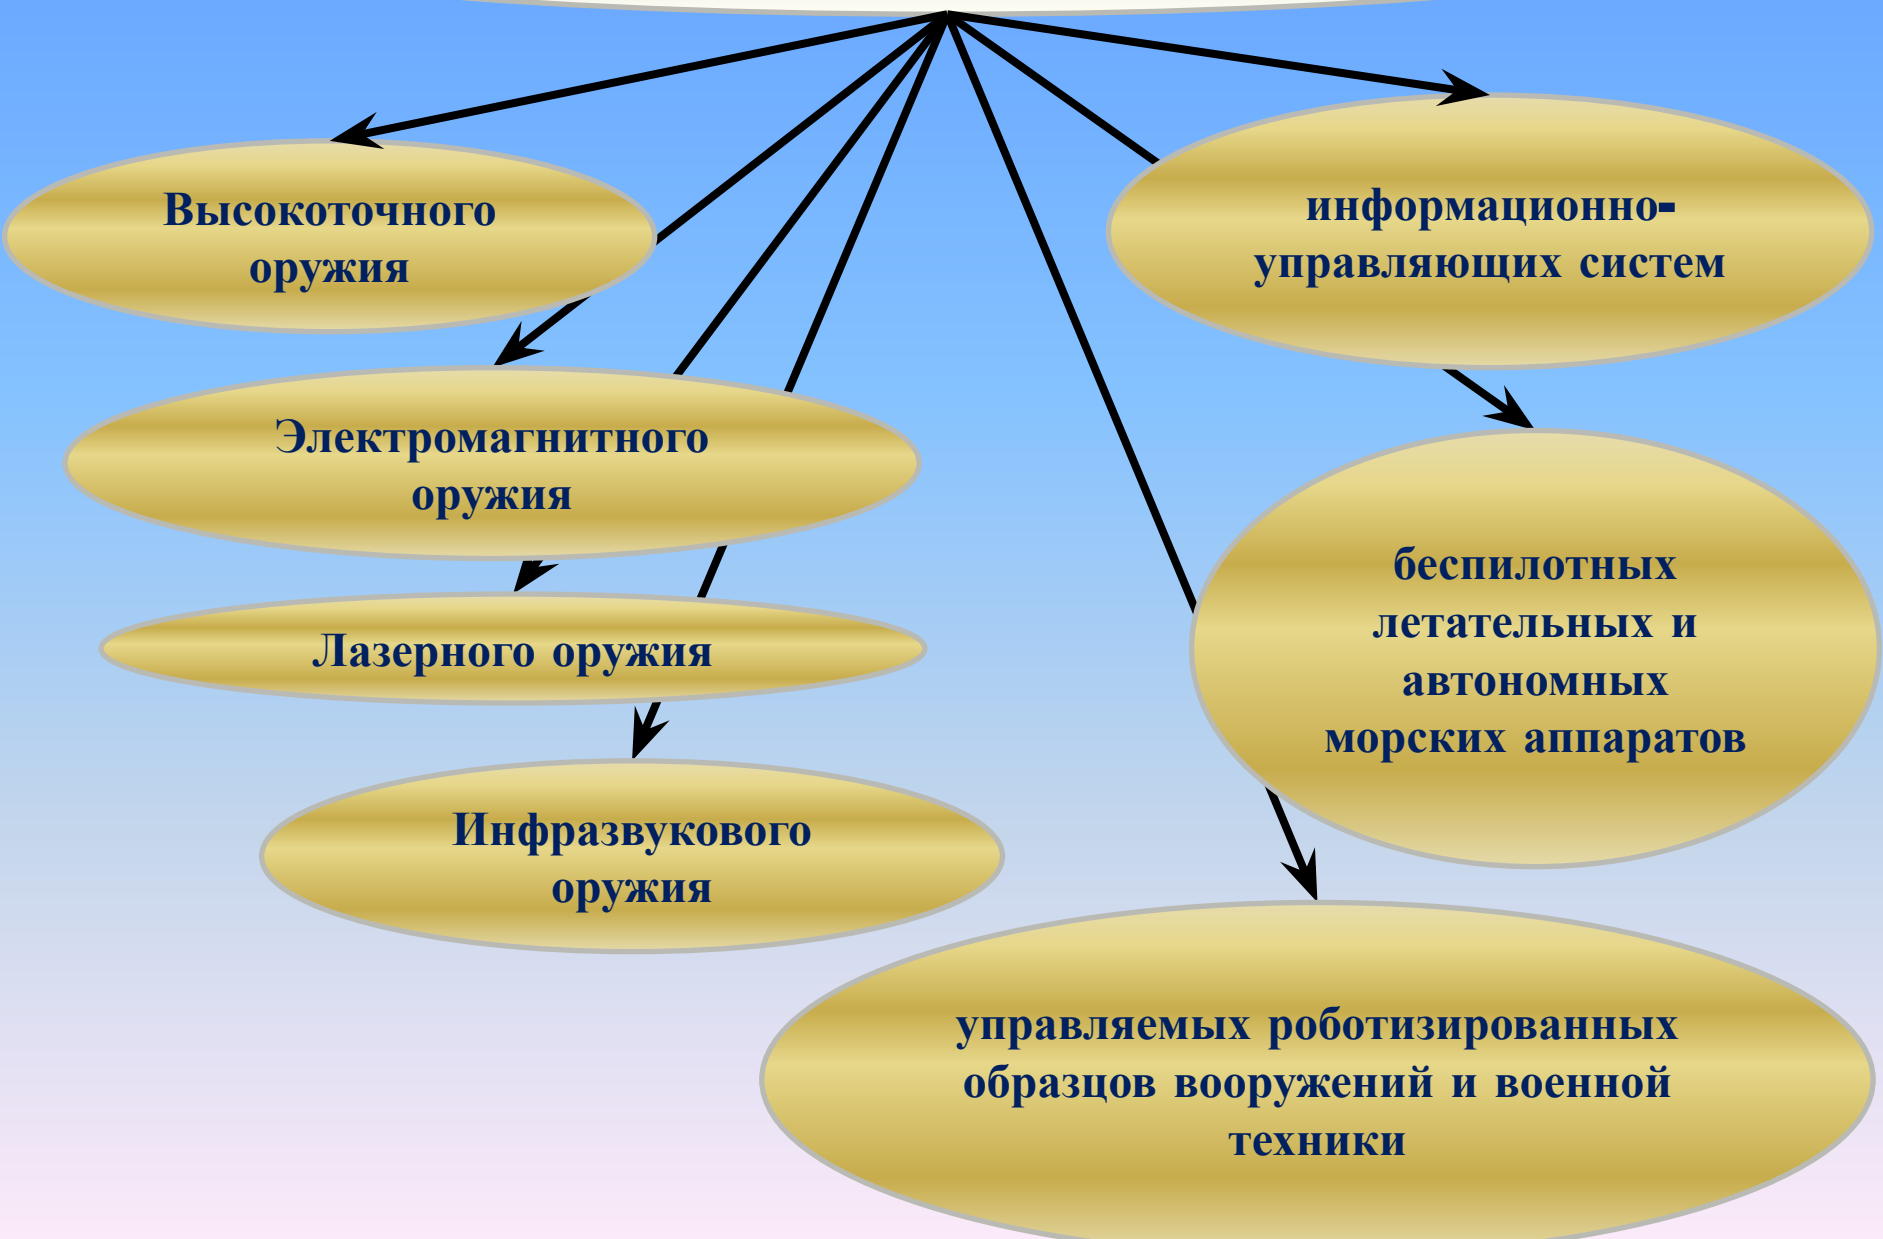 Высокоточного
оружия
Электромагнитного
оружия
Лазерного оружия
Инфразвукового
оружия
информационно-
управляющих систем
беспилотных
летательных и
автономных
морских аппаратов
управляемых роботизированных
образцов вооружений и военной
техники